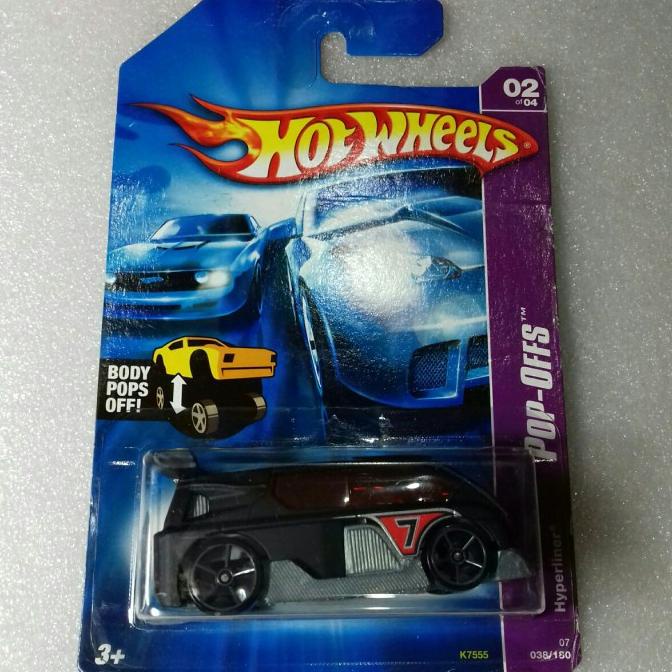 02
of 04
HOT WHEELS®
BODY
POPS
OFF!
POP-OFFS™
Hyperliner®
7
3+
K7555
07
038/180